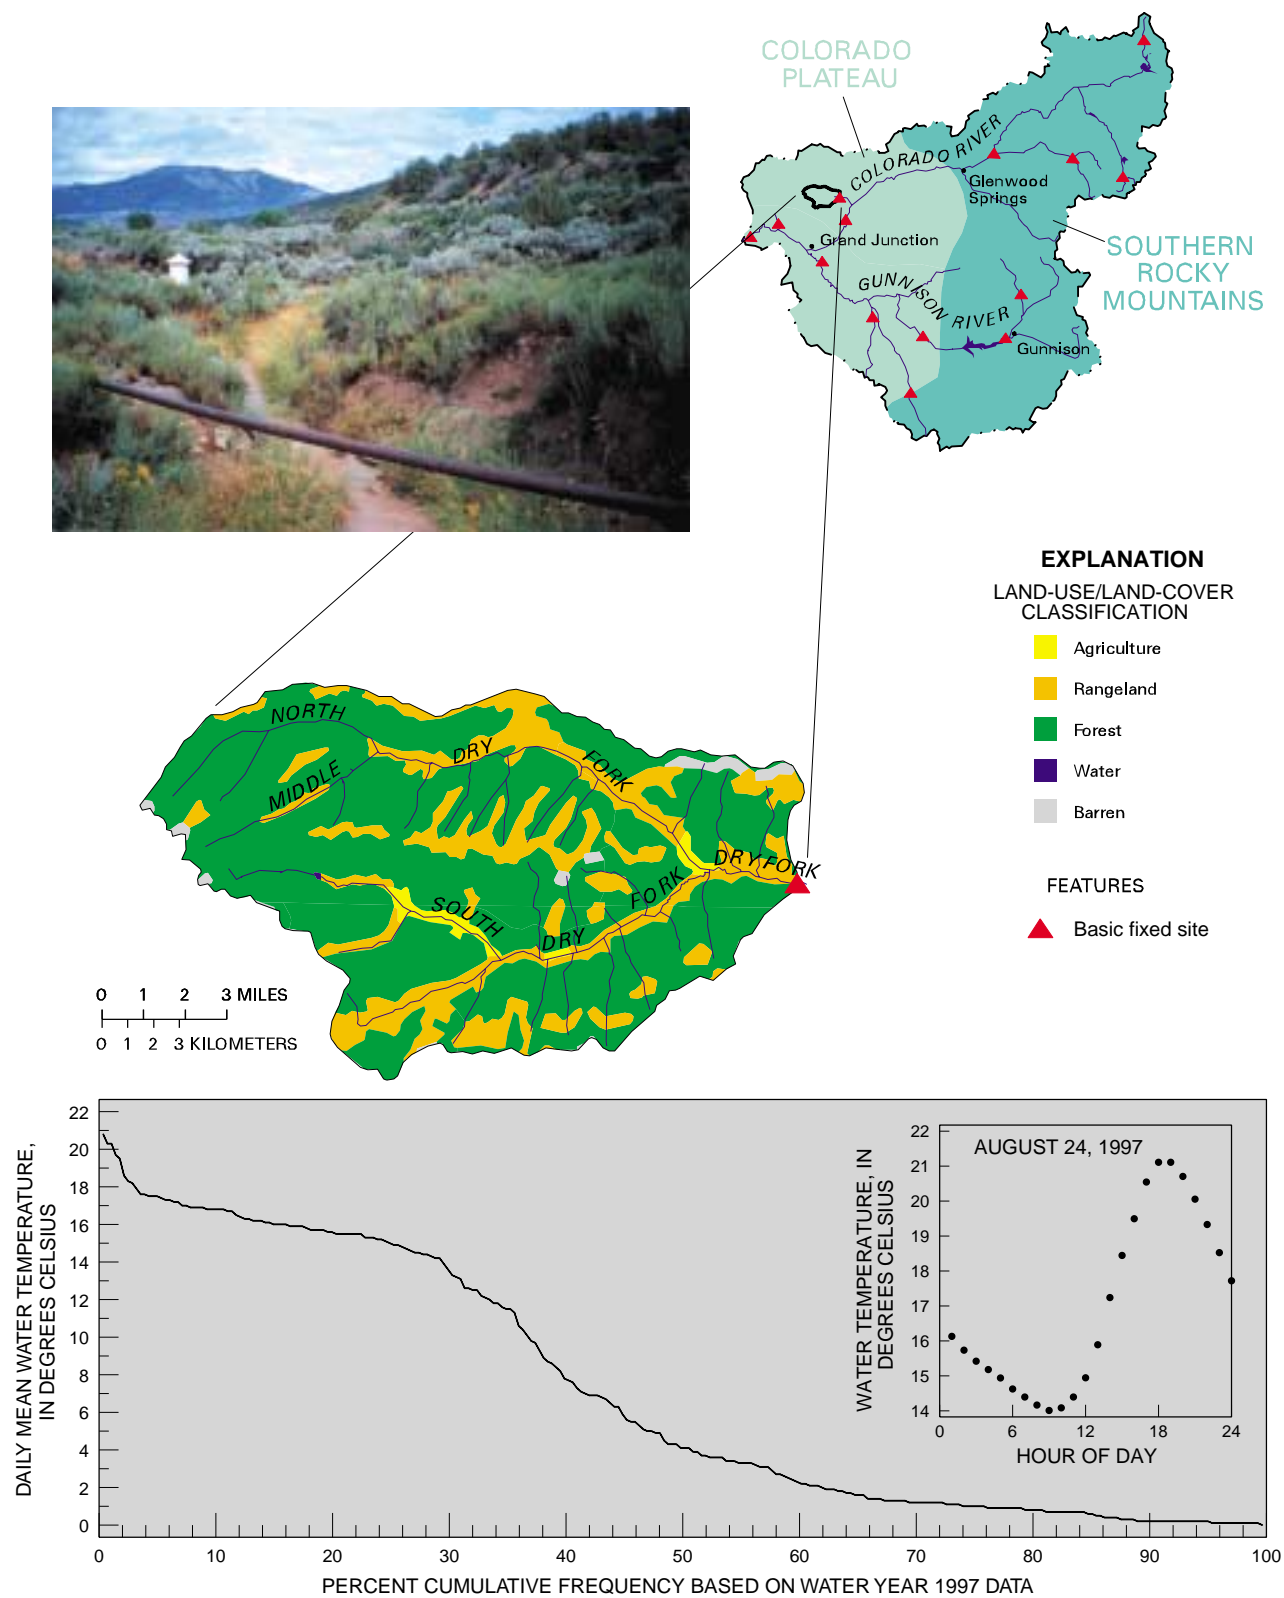 COLORADO
PLATEAU
COLORADO RIVER
Glenwood
Springs
Grand Junction
SOUTHERN
ROCKY
MOUNTAINS
GUNNISON RIVER
Gunnison
EXPLANATION
LAND-USE/LAND-COVER
CLASSIFICATION
Agriculture
Rangeland
Forest
Water
Barren
FEATURES
Basic fixed site
NORTH
DRY
FORK
MIDDLE
DRY FORK
SOUTH
DRY
FORK
0 1 2 3 MILES
0 1 2 3 KILOMETERS
DAILY MEAN WATER TEMPERATURE,
IN DEGREES CELSIUS
22
20
18
16
14
12
10
8
6
4
2
0
0 10 20 30 40 50 60 70 80 90 100
PERCENT CUMULATIVE FREQUENCY BASED ON WATER YEAR 1997 DATA
AUGUST 24, 1997
WATER TEMPERATURE, IN
DEGREES CELSIUS
22
21
20
19
18
17
16
15
14
0 6 12 18 24
HOUR OF DAY